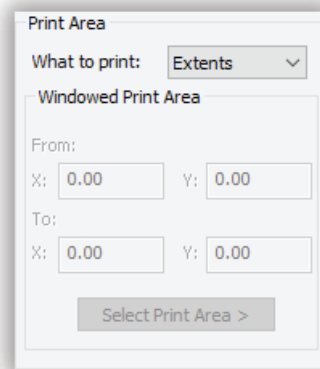 Print Area
What to print: Extents
Windowed Print Area
From:
X: 0.00 Y: 0.00
To:
X: 0.00 Y: 0.00
Select Print Area >